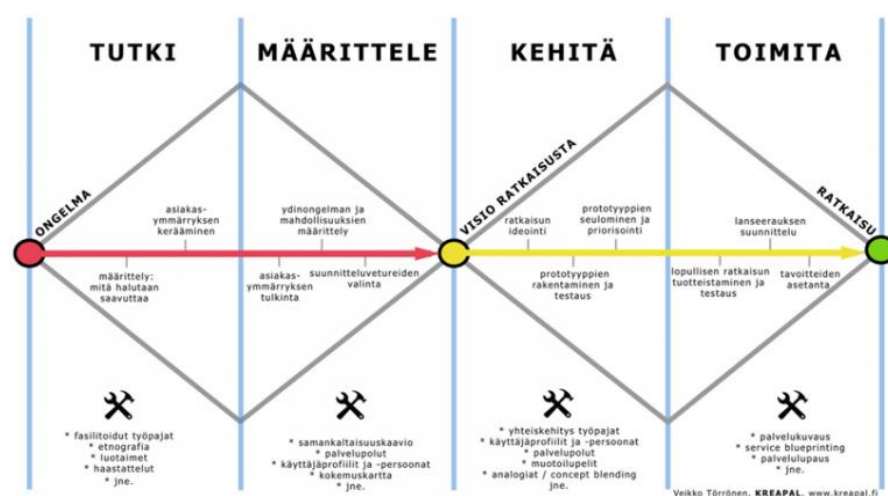 TUTKI
MÄÄRITTELE
KEHITÄ
TOIMITA
ONGELMA
asiakas-
ymmärryksen
kerääminen
ydinongelman ja
mahdollisuuksien
määrittely
määrittely:
mitä halutaan
saavuttaa
asiakas-
ymmärryksen
tulkinta
suunnitteluvetureiden
valinta
VISIO RATKAISUSTA
ratkaisun
ideointi
prototyyppien
seulominen ja
priorisointi
prototyyppien
rakentaminen ja
testaus
RATKAISU
lanseerauksen
suunnittelu
lopullisen ratkaisun
tuotteistaminen ja
testaus
tavoitteiden
asetanta
* fasilitoidut työpajat
* etnografia
* luotaimet
* haastattelut
* jne.
* samankaltaisuuskaavio
* palvelupolut
* käyttäjäprofiilit ja -persoonat
* kokemuskartta
* jne.
* yhteiskehitys työpajat
* käyttäjäprofiilit ja -persoonat
* palvelupolut
* muotoilupelit
* analogiat / concept blending
jne.
* palvelukuvaus
* service blueprinting
* palvelulupaus
* jne.
Veikko Törrönen, KREAPAL, www.kreapal.fi